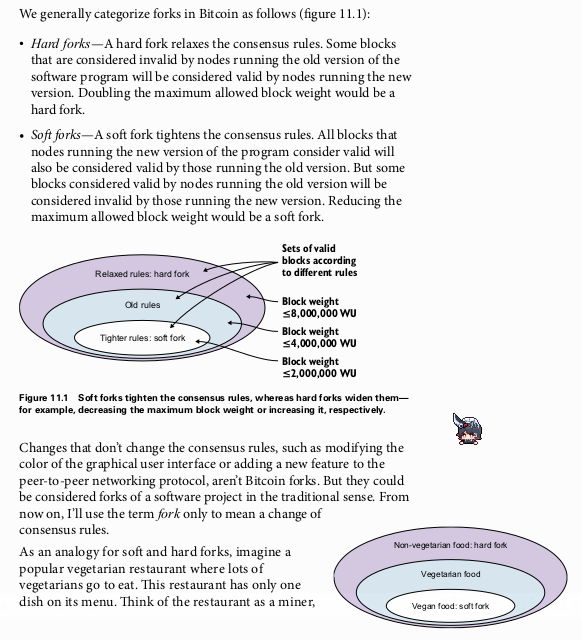 We generally categorize forks in Bitcoin as follows (figure 11.1):
• Hard forks—A hard fork relaxes the consensus rules. Some blocks
that are considered invalid by nodes running the old version of the
software program will be considered valid by nodes running the new
version. Doubling the maximum allowed block weight would be a
hard fork.
• Soft forks—A soft fork tightens the consensus rules. All blocks that
nodes running the new version of the program consider valid will
also be considered valid by those running the old version. But some
blocks considered valid by nodes running the old version will be
considered invalid by those running the new version. Reducing the
maximum allowed block weight would be a soft fork.
Relaxed rules: hard fork
Old rules
Tighter rules: soft fork
Sets of valid
blocks according
to different rules
Block weight
≤8,000,000 WU
Block weight
≤4,000,000 WU
Block weight
≤2,000,000 WU
Figure 11.1 Soft forks tighten the consensus rules, whereas hard forks widen them—
for example, decreasing the maximum block weight or increasing it, respectively.
Changes that don't change the consensus rules, such as modifying the
color of the graphical user interface or adding a new feature to the
peer-to-peer networking protocol, aren't Bitcoin forks. But they could
be considered forks of a software project in the traditional sense. From
now on, I'll use the term fork only to mean a change of
consensus rules.
As an analogy for soft and hard forks, imagine a
popular vegetarian restaurant where lots of
vegetarians go to eat. This restaurant has only one
dish on its menu. Think of the restaurant as a miner,
Non-vegetarian food: hard fork
Vegetarian food
Vegan food: soft fork